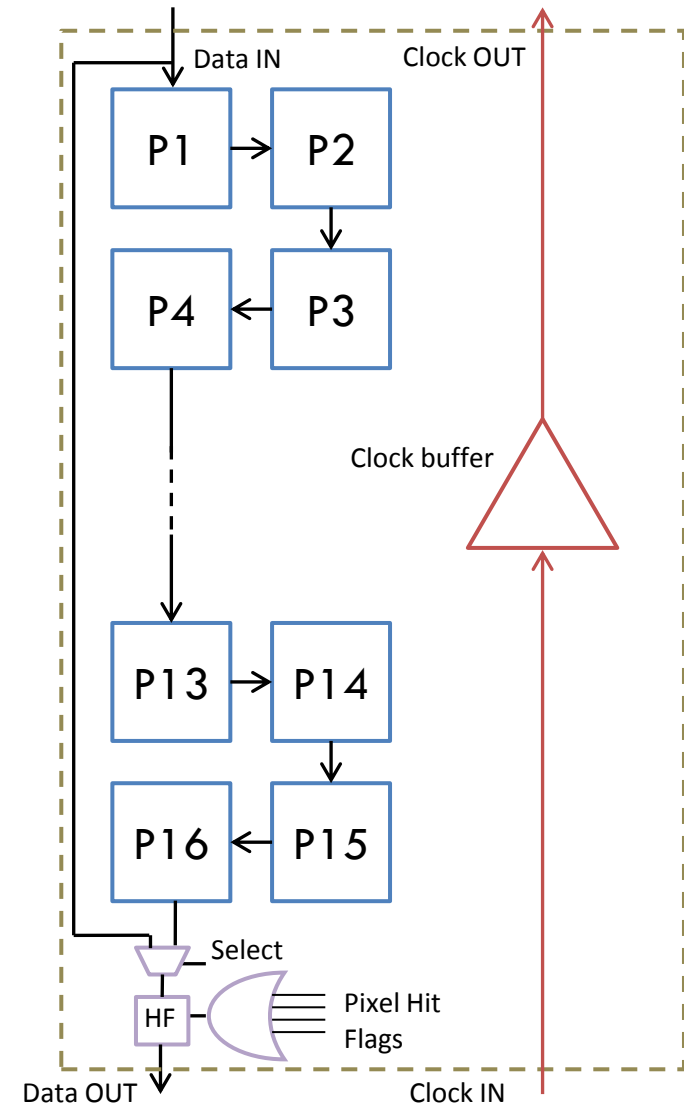 Data IN
Clock OUT
P1
P2
P4
P3
Clock buffer
P13
P14
P16
P15
Select
HF
Pixel Hit
Flags
Data OUT
Clock IN